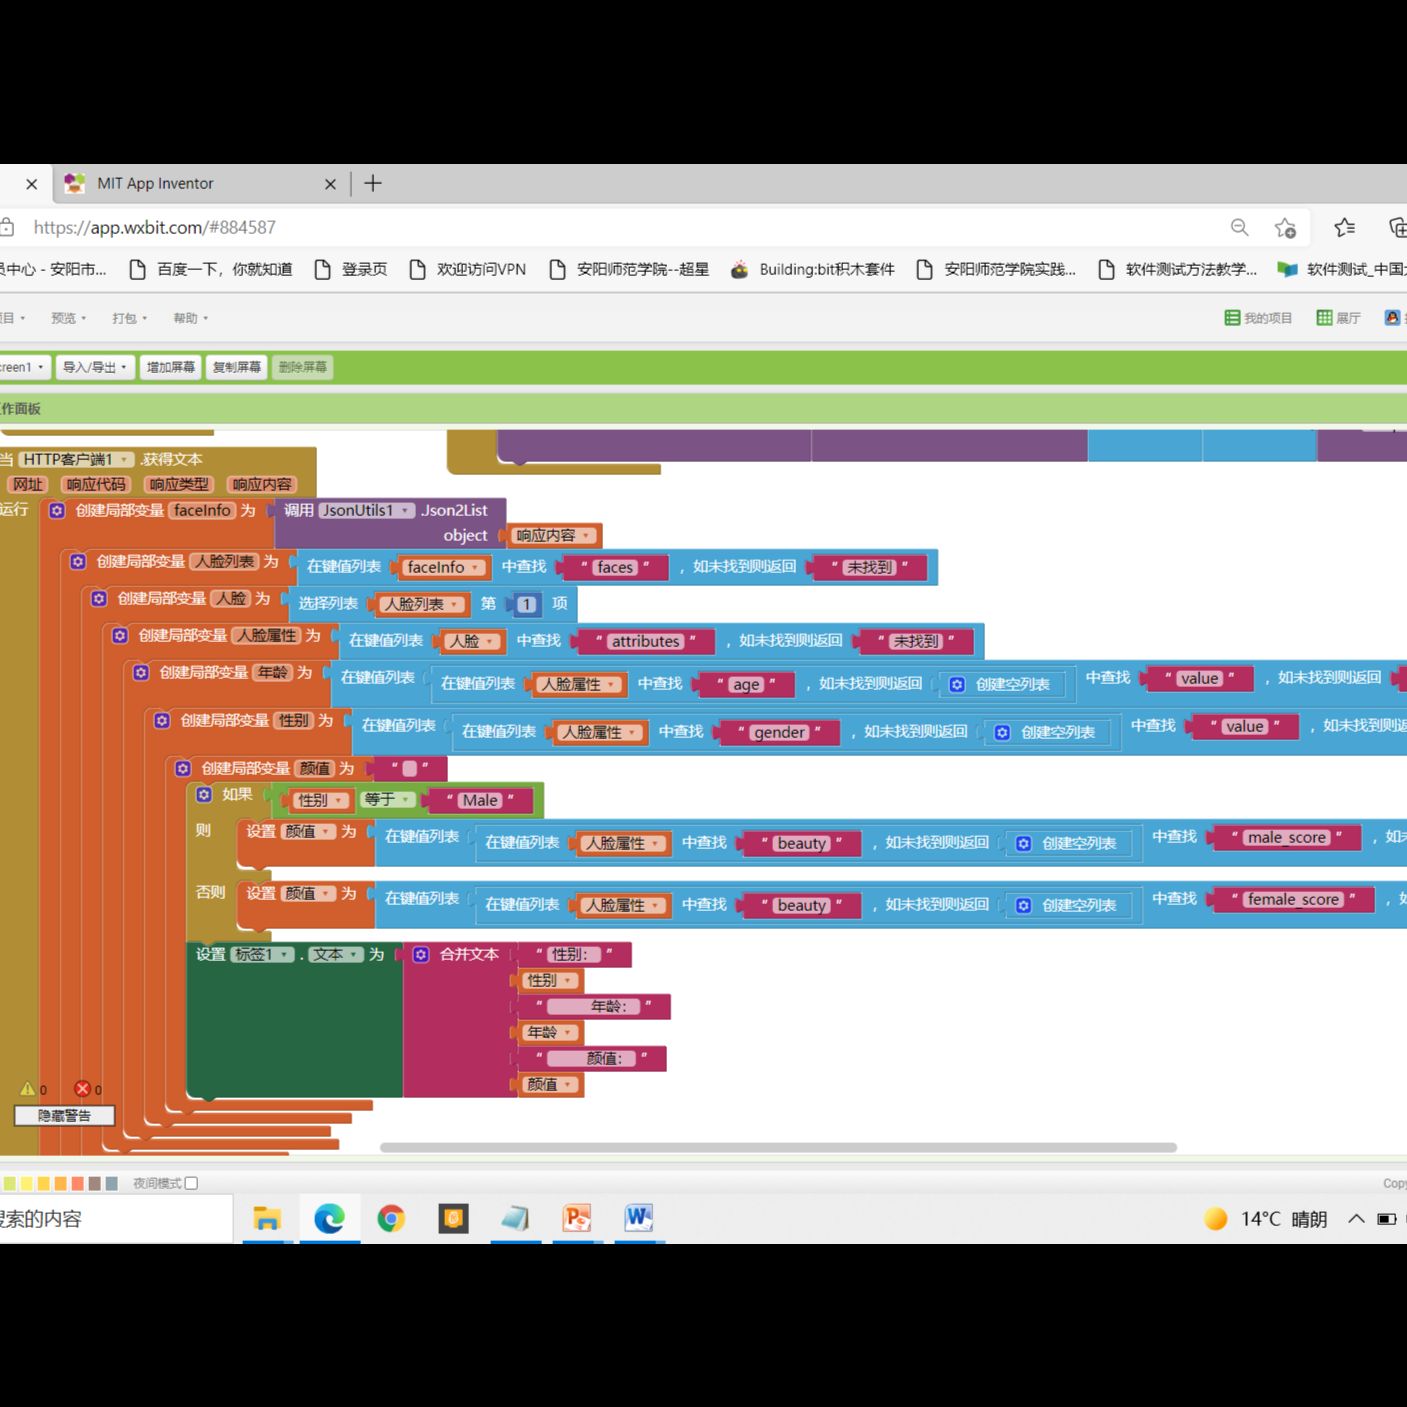 MIT App Inventor
https://app.wxbit.com/#884587
员中心 - 安阳市... 百度一下，你就知道 登录页 欢迎访问VPN 安阳师范学院--超星 Building:bit积木套件 安阳师范学院实践... 软件测试方法教学... 软件测试_中国大
项目 预览 打包 帮助 我的项目 展厅
creen1 导入/导出 增加屏幕 复制屏幕 删除屏幕
工作面板
当 HTTP客户端1 .获得文本
网址 响应代码 响应类型 响应内容
运行 创建局部变量 faceInfo 为 调用 JsonUtils1 .Json2List
object 响应内容
创建局部变量 人脸列表 为 在键值列表 faceInfo 中查找 " faces " ，如未找到则返回 " 未找到 "
创建局部变量 人脸 为 选择列表 人脸列表 第 1 项
创建局部变量 人脸属性 为 在键值列表 人脸 中查找 " attributes " ，如未找到则返回 " 未找到 "
创建局部变量 年龄 为 在键值列表 在键值列表 人脸属性 中查找 " age " ，如未找到则返回 创建空列表 中查找 " value " ，如未找到则返回
创建局部变量 性别 为 在键值列表 在键值列表 人脸属性 中查找 " gender " ，如未找到则返回 创建空列表 中查找 " value " ，如未找到则返
创建局部变量 颜值 为 " "
如果 性别 等于 " Male "
则 设置 颜值 为 在键值列表 在键值列表 人脸属性 中查找 " beauty " ，如未找到则返回 创建空列表 中查找 " male_score " ，如
否则 设置 颜值 为 在键值列表 在键值列表 人脸属性 中查找 " beauty " ，如未找到则返回 创建空列表 中查找 " female_score " ，
设置 标签1 . 文本 为 合并文本 " 性别： "
性别
" 年龄： "
年龄
" 颜值： "
颜值
0 0
隐藏警告
夜间模式 Copy
搜索的内容 14°C 晴朗